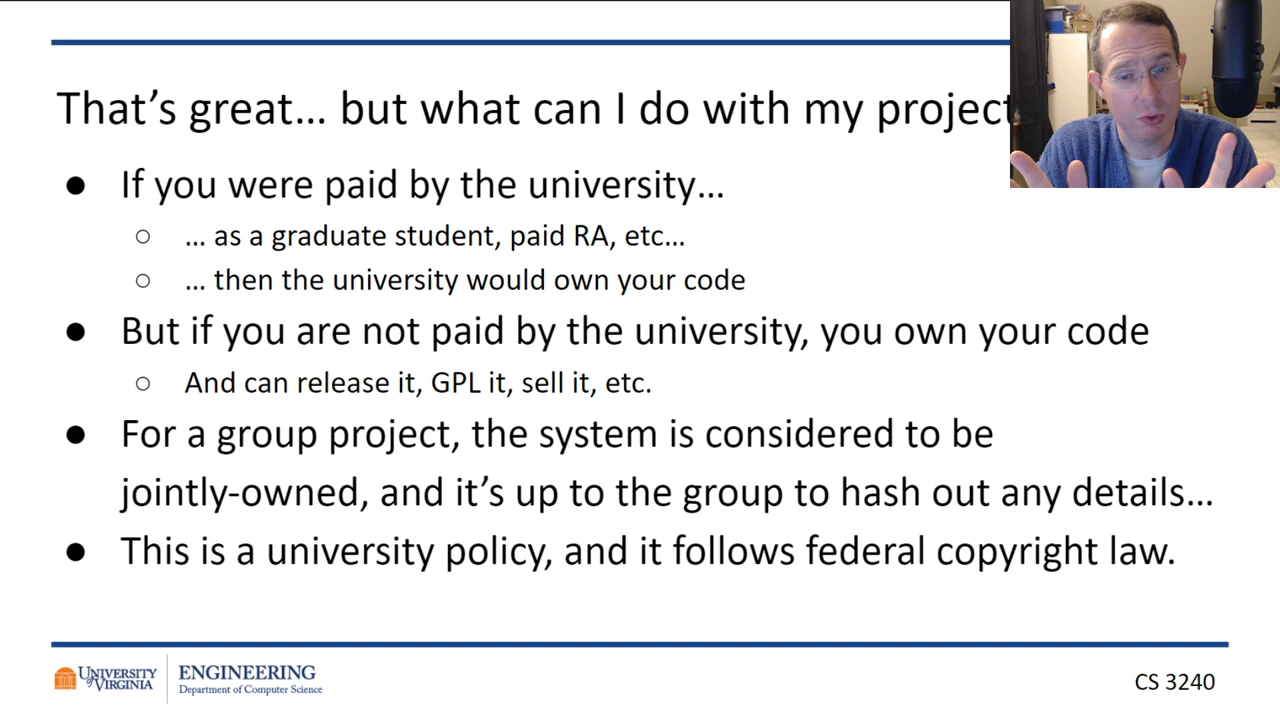 That's great… but what can I do with my project
● If you were paid by the university…
○ … as a graduate student, paid RA, etc…
○ … then the university would own your code
● But if you are not paid by the university, you own your code
○ And can release it, GPL it, sell it, etc.
● For a group project, the system is considered to be
jointly-owned, and it's up to the group to hash out any details…
● This is a university policy, and it follows federal copyright law.
UNIVERSITY of VIRGINIA
ENGINEERING
Department of Computer Science
CS 3240